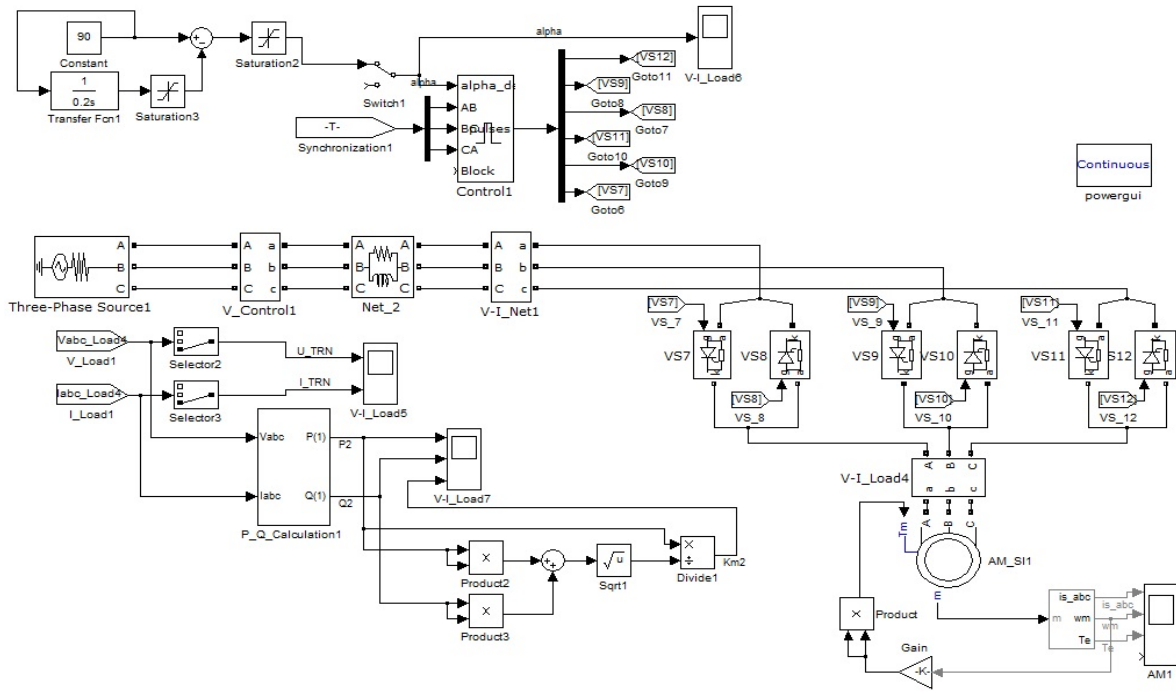 alpha
90
[VS12]
Constant
Saturation2
Goto11
V-I_Load6
1
0.2s
alpha
alpha_d
[VS9]
Goto8
Transfer Fcn1
Saturation3
Switch1
AB
[VS8]
Goto7
-T-
pulses
[VS11]
Synchronization1
CA
Goto10
[VS10]
Continuous
Block
Goto9
Control1
[VS7]
Goto6
powergui
A A a A A A a
B B b B B B b
C C c C C C c
Three-Phase Source1
V_Control1
Net_2
V-I_Net1
[VS7]
[VS9]
[VS11]
VS_7
VS_9
VS_11
Vabc_Load4
V_Load1
Selector2
U_TRN
VS7
VS8
VS9
VS10
VS11
S12
Iabc_Load4
I_Load1
Selector3
I_TRN
V-I_Load5
[VS8]
[VS10]
[VS12]
VS_8
VS_10
VS_12
Vabc
P(1)
P2
Iabc
Q(1)
Q2
V-I_Load7
P_Q_Calculation1
V-I_Load4
A B C
a b c
A B C
Tm
m
AM_SI1
Product2
Sqrt1
Divide1
Km2
Product3
u
Product
Gain
-K-
m
is_abc
wm
Te
is_abc
wm
Te
AM1